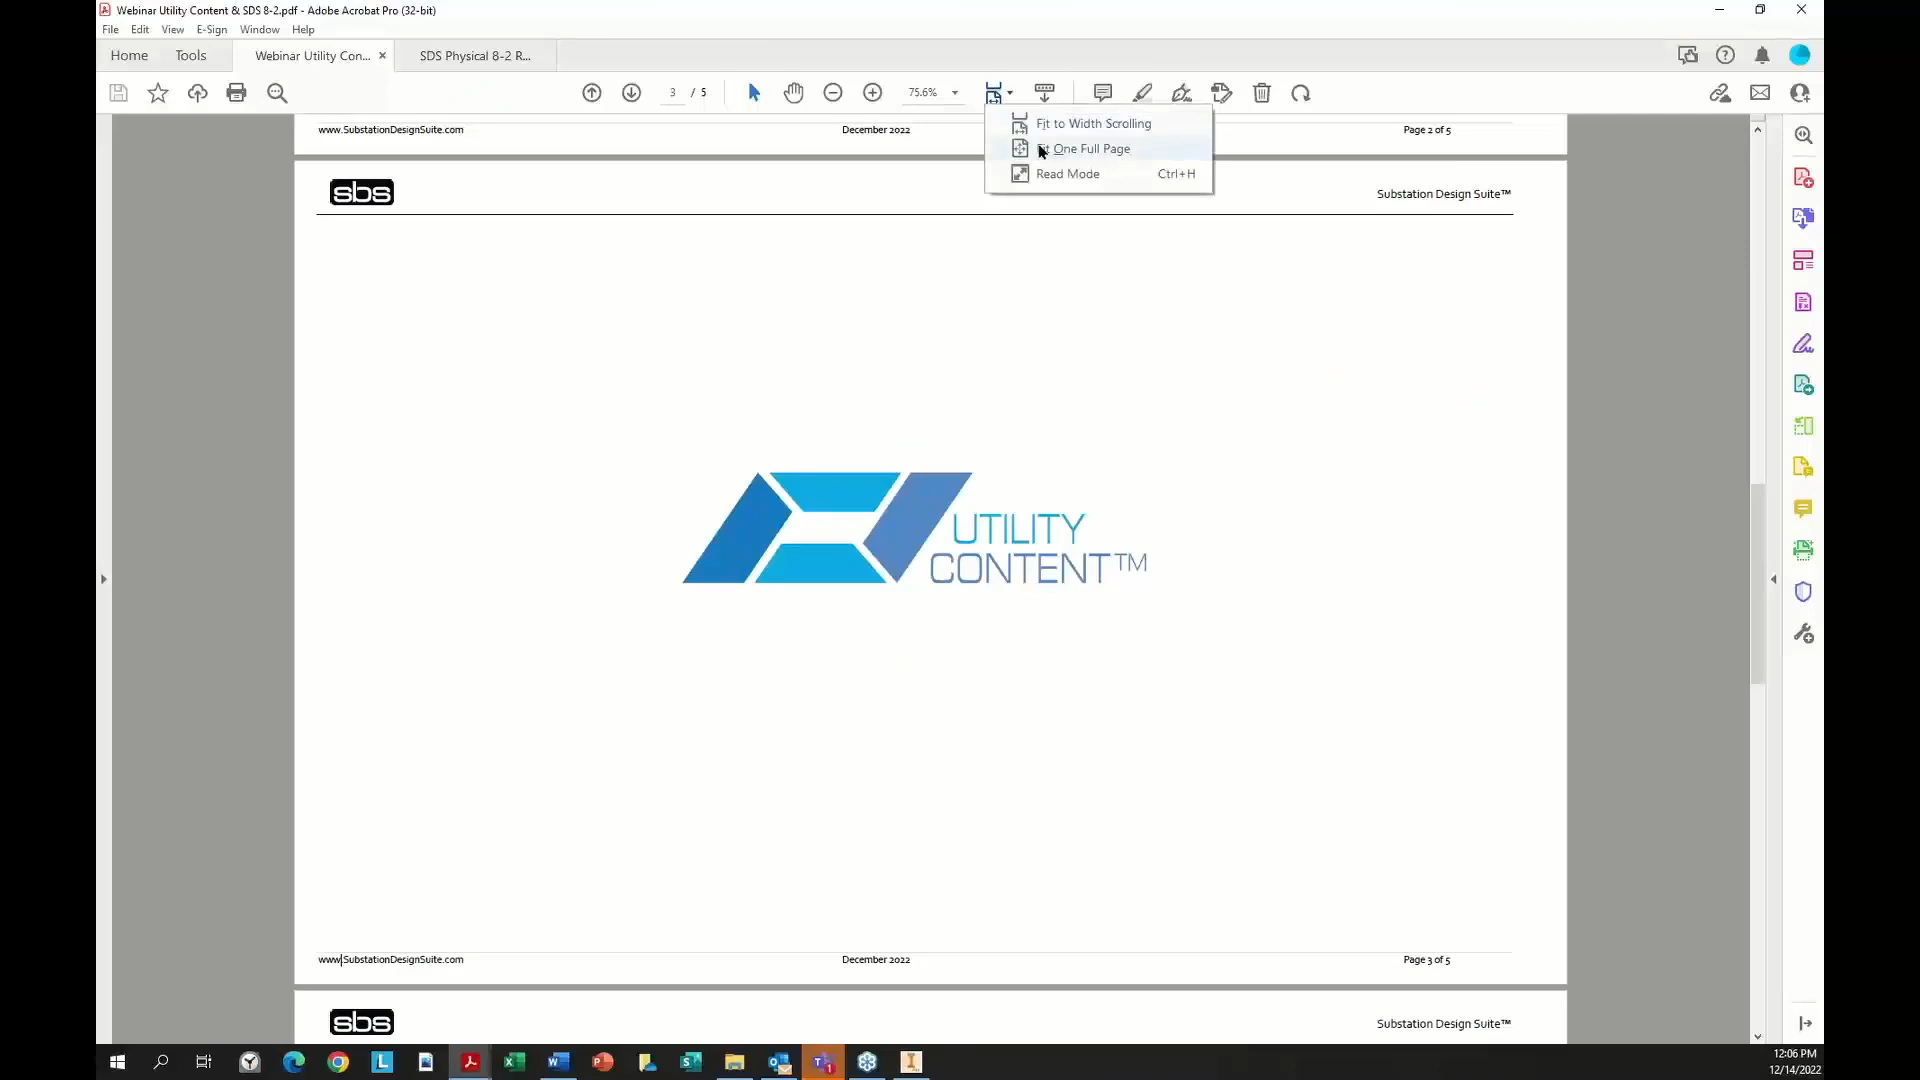 Webinar Utility Content & SDS 8-2.pdf - Adobe Acrobat Pro (32-bit)
File Edit View E-Sign Window Help
Home Tools Webinar Utility Con... × SDS Physical 8-2 R...
3 / 5 75.6%
Fit to Width Scrolling
One Full Page
Read Mode Ctrl+H
www.SubstationDesignSuite.com December 2022 Page 2 of 5
sbs Substation Design Suite™
UTILITY
CONTENT™
www.SubstationDesignSuite.com December 2022 Page 3 of 5
sbs Substation Design Suite™
12:06 PM
12/14/2022